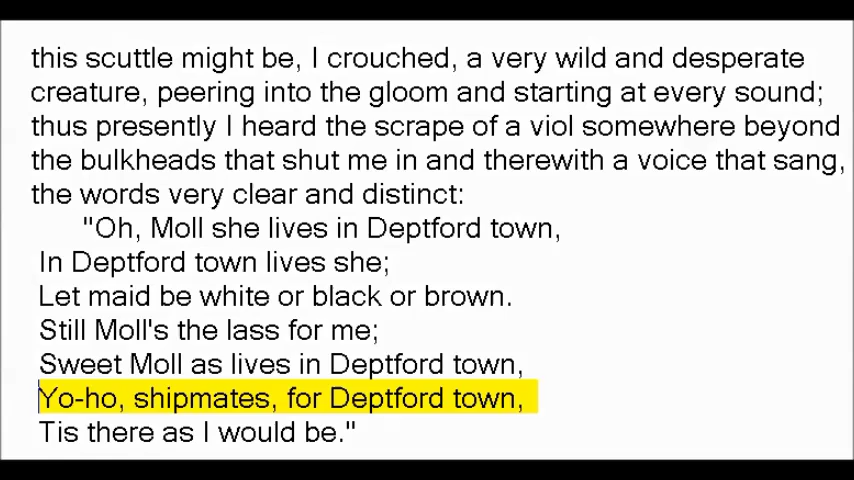 this scuttle might be, I crouched, a very wild and desperate
creature, peering into the gloom and starting at every sound;
thus presently I heard the scrape of a viol somewhere beyond
the bulkheads that shut me in and therewith a voice that sang,
the words very clear and distinct:
"Oh, Moll she lives in Deptford town,
In Deptford town lives she;
Let maid be white or black or brown.
Still Moll's the lass for me;
Sweet Moll as lives in Deptford town,
Yo-ho, shipmates, for Deptford town,
Tis there as I would be."